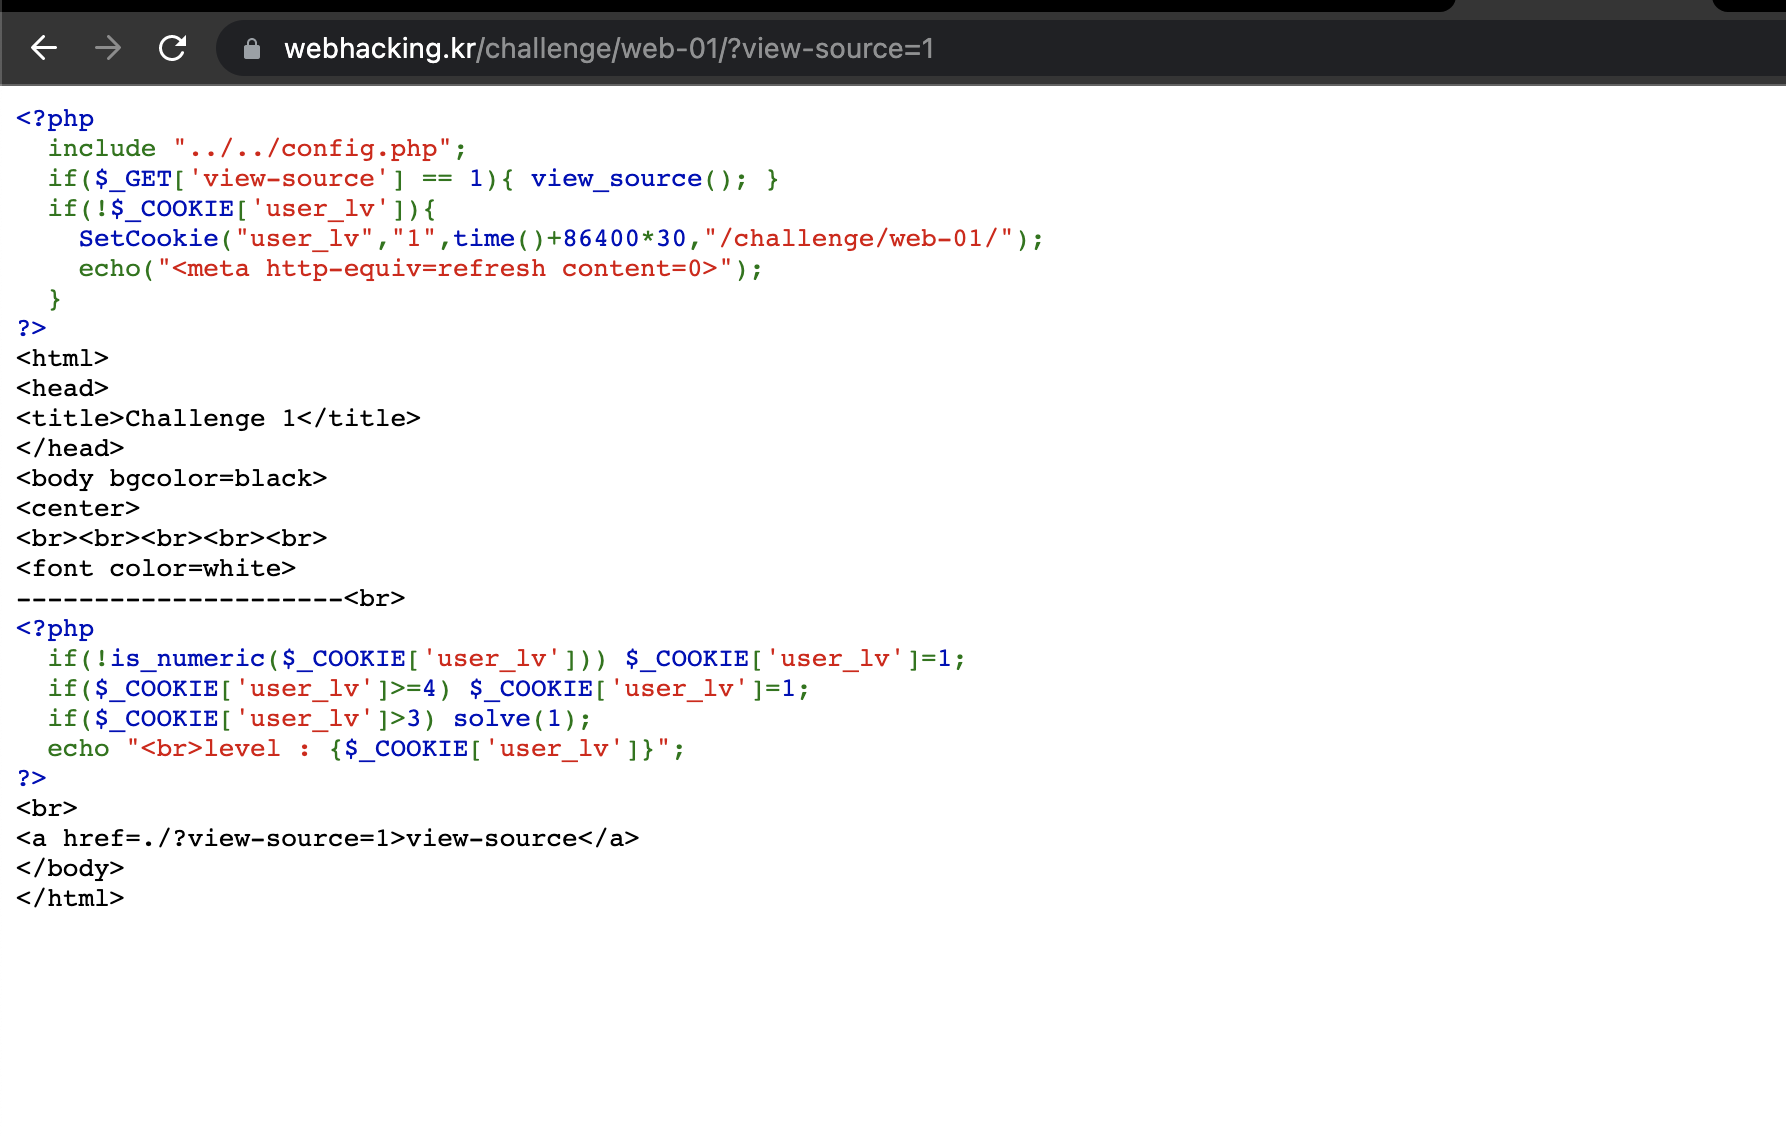 webhacking.kr/challenge/web-01/?view-source=1
<?php
  include "../../config.php";
  if($_GET['view-source'] == 1){ view_source(); }
  if(!$_COOKIE['user_lv']){
    SetCookie("user_lv","1",time()+86400*30,"/challenge/web-01/");
    echo("<meta http-equiv=refresh content=0>");
  }
?>
<html>
<head>
<title>Challenge 1</title>
</head>
<body bgcolor=black>
<center>
<br><br><br><br><br>
<font color=white>
---------------------<br>
<?php
  if(!is_numeric($_COOKIE['user_lv'])) $_COOKIE['user_lv']=1;
  if($_COOKIE['user_lv']>=4) $_COOKIE['user_lv']=1;
  if($_COOKIE['user_lv']>3) solve(1);
  echo "<br>level : {$_COOKIE['user_lv']}";
?>
<br>
<a href=./?view-source=1>view-source</a>
</body>
</html>